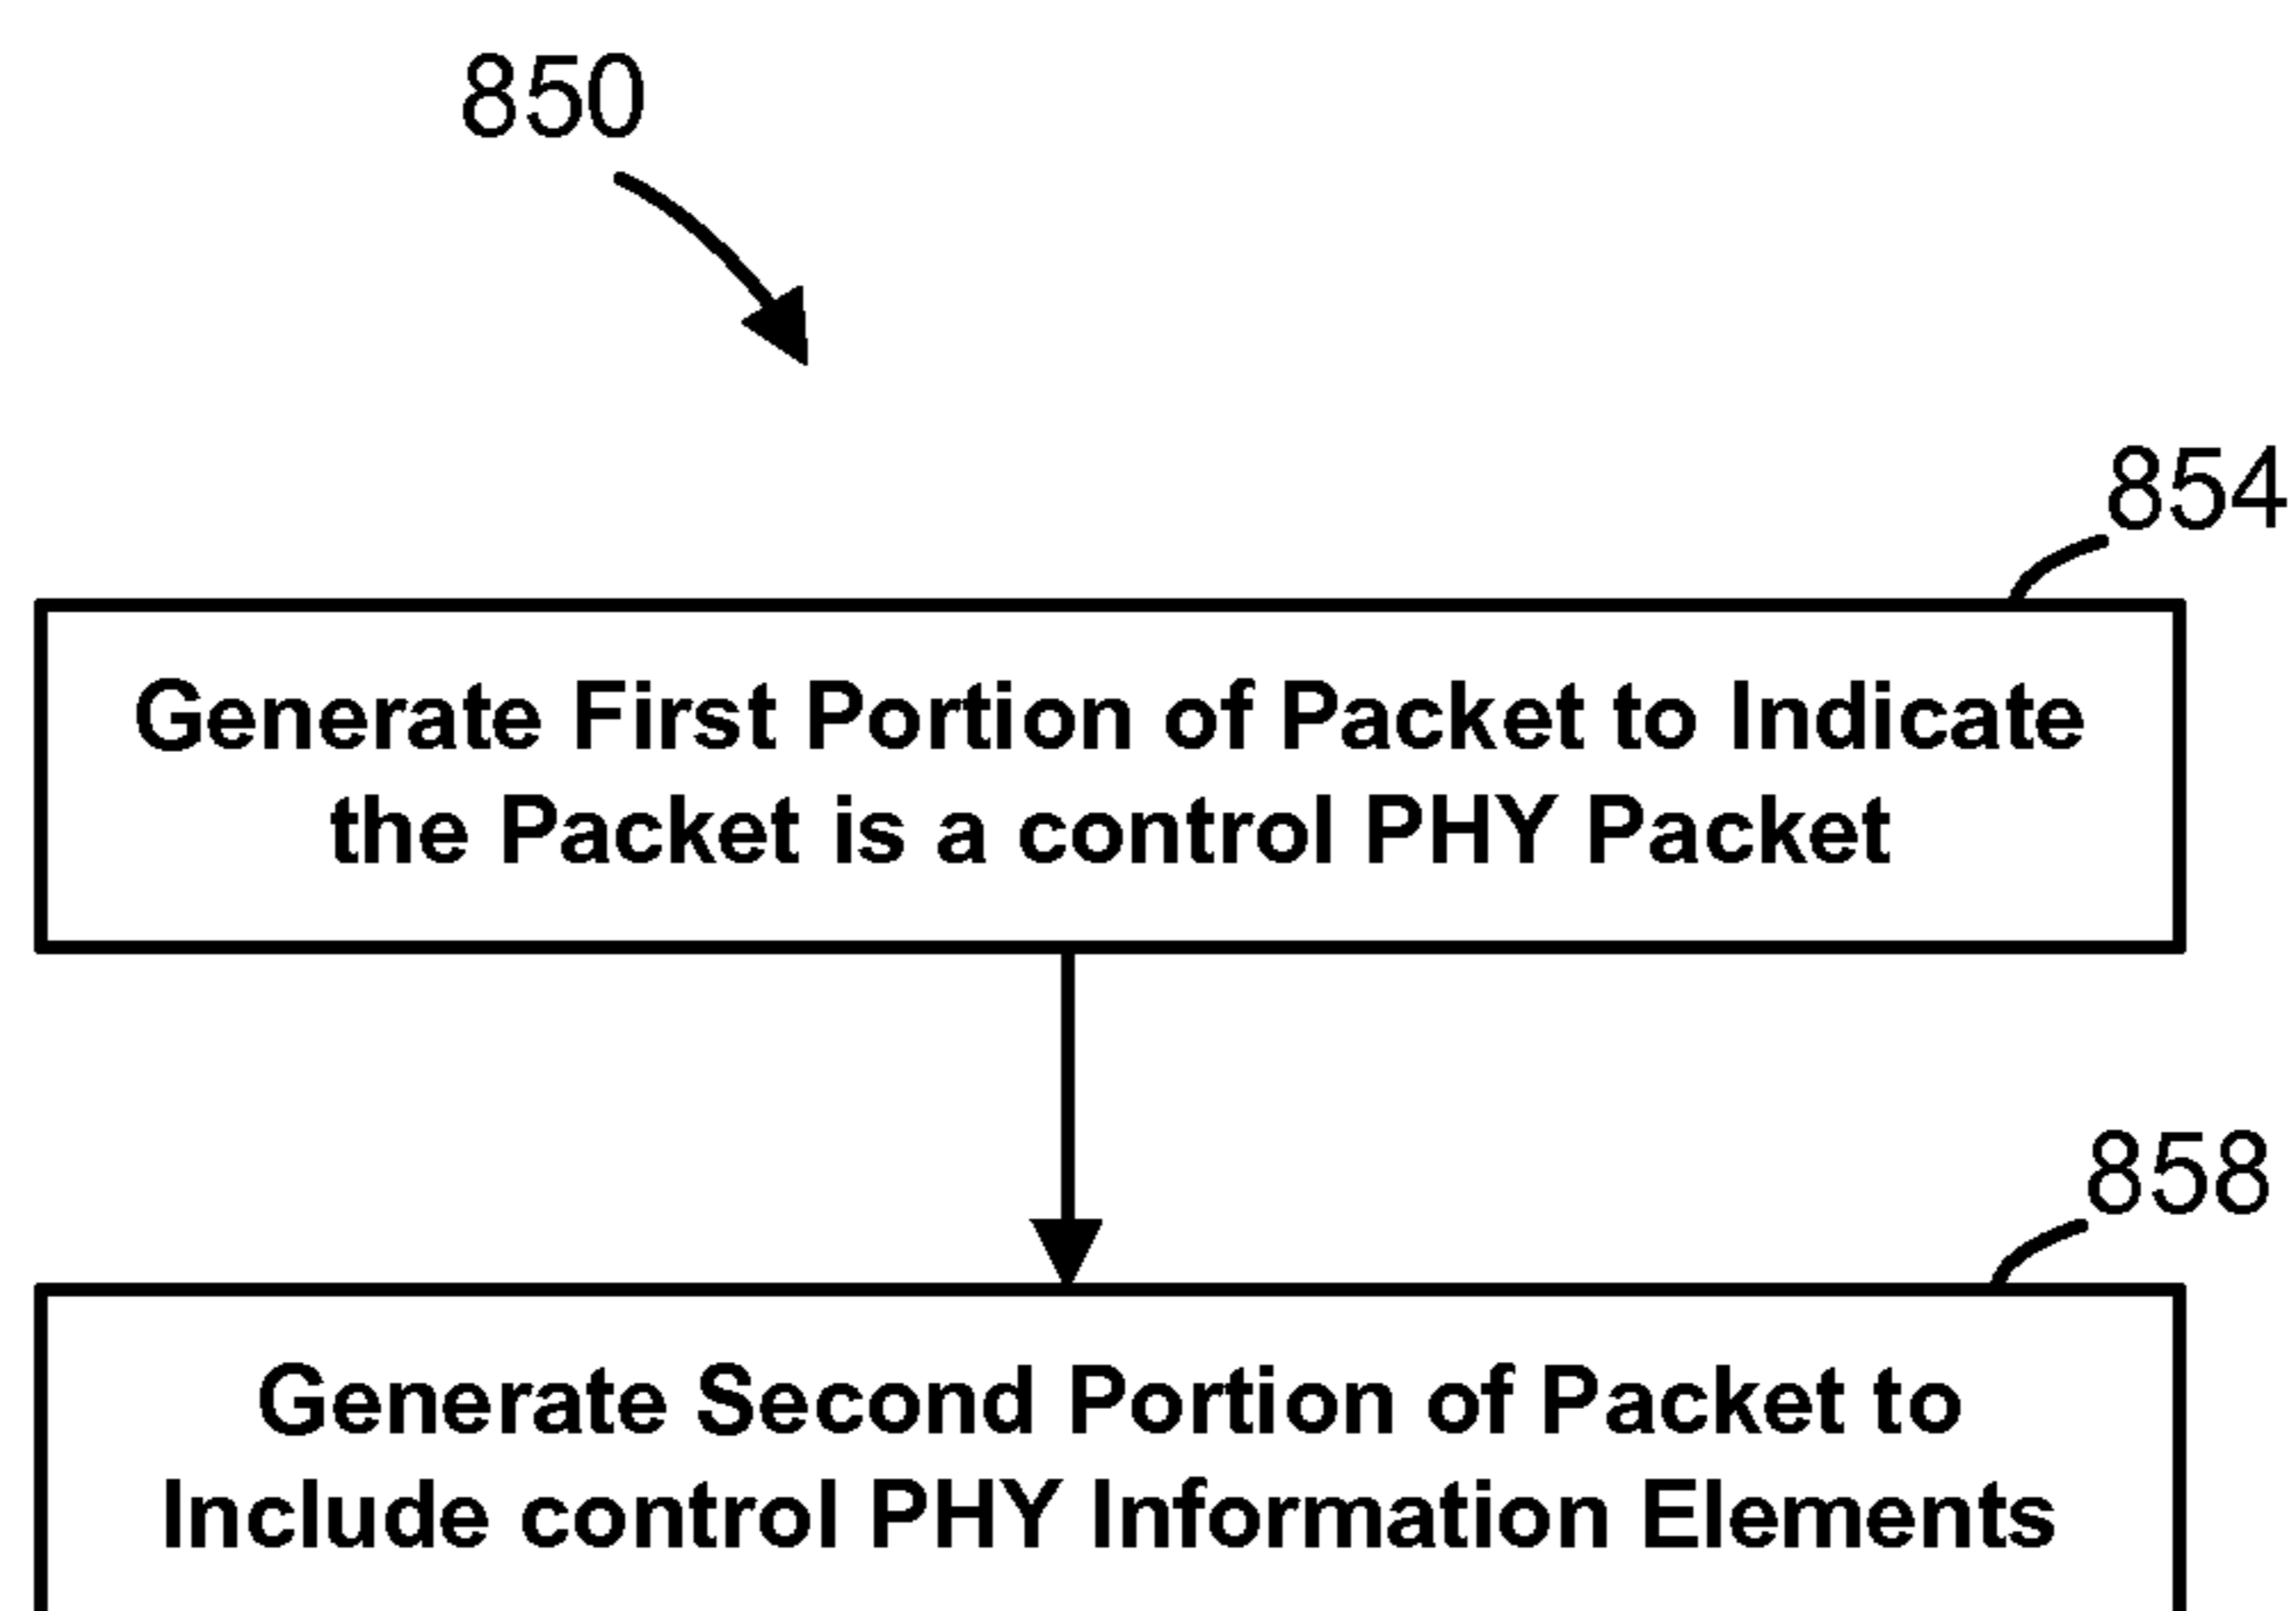 850
854
Generate First Portion of Packet to Indicate
the Packet is a control PHY Packet
858
Generate Second Portion of Packet to
Include control PHY Information Elements